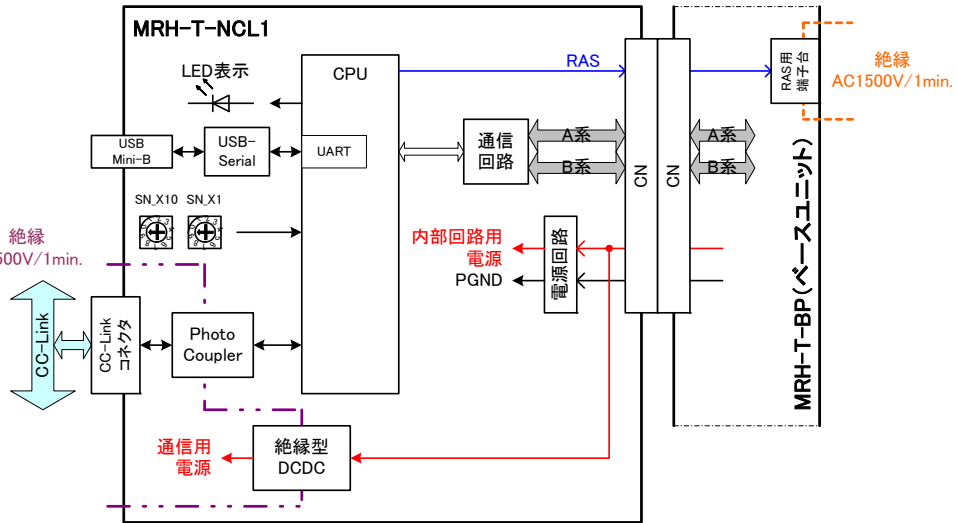 MRH-T-NCL1
LED表示
CPU
RAS
RAS用
端子台
絶縁
AC1500V/1min.
USB
Mini-B
USB-
Serial
UART
通信
回路
A系
B系
CN
CN
A系
B系
SN_X10
SN_X1
絶縁
500V/1min.
内部回路用
電源
PGND
電源回路
MRH-T-BP(ベースユニット)
CC-Link
CC-Link
コネクタ
Photo
Coupler
通信用
電源
絶縁型
DCDC